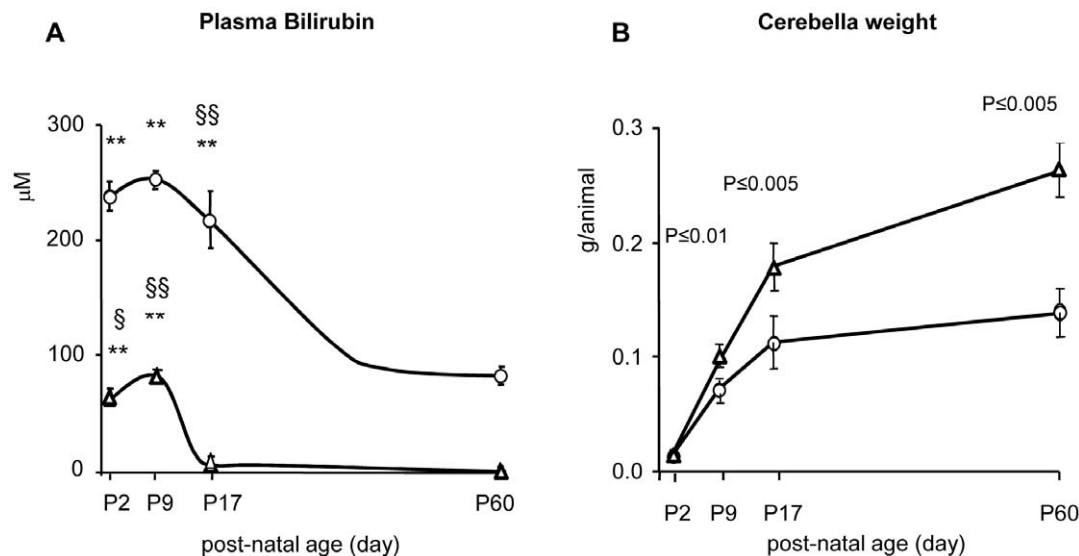 A
Plasma Bilirubin
300
200
100
0
μM
**
**
§§
**
§
**
§§
**
P2
P9
P17
P60
post-natal age (day)
B
Cerebella weight
P≤0.005
P≤0.005
P≤0.01
0.3
0.2
0.1
0.0
g/animal
P2
P9
P17
P60
post-natal age (day)